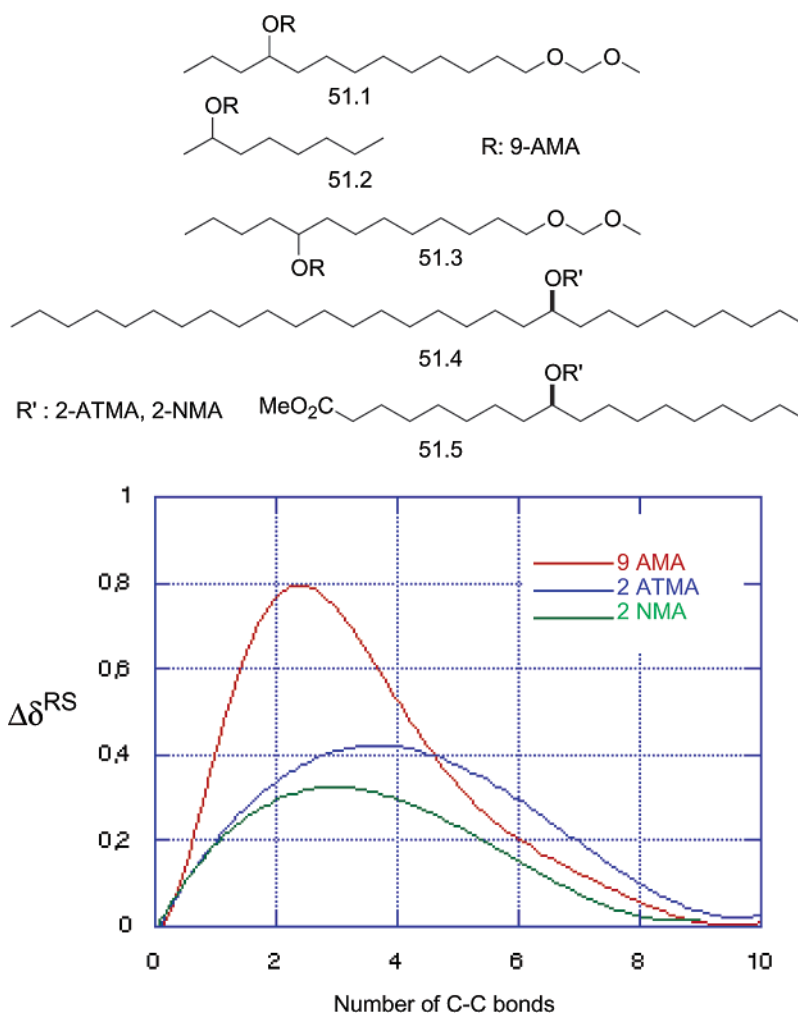 OR
O O
51.1
OR
R: 9-AMA
51.2
O O
OR
51.3
OR'
51.4
OR'
R' : 2-ATMA, 2-NMA
MeO₂C
51.5
1
0,8
0,6
0,4
0,2
0
9 AMA
2 ATMA
2 NMA
Δδᴿˢ
0 2 4 6 8 10
Number of C-C bonds